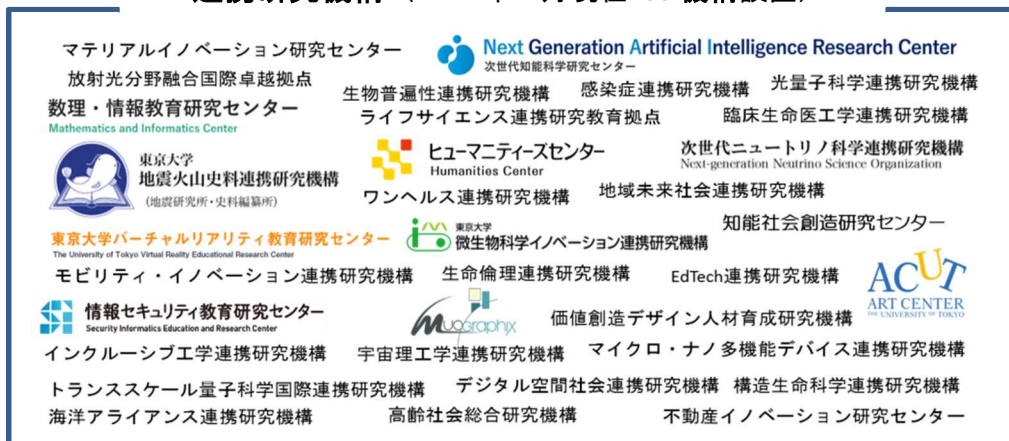 マテリアルイノベーション研究センター
Next Generation Artificial Intelligence Research Center
次世代知能科学研究センター
放射光分野融合国際卓越拠点
生物普遍性連携研究機構
感染症連携研究機構
光量子科学連携研究機構
数理・情報教育研究センター
Mathematics and Informatics Center
ライフサイエンス連携研究教育拠点
臨床生命医工学連携研究機構
東京大学
地震火山史料連携研究機構
(地震研究所・史料編纂所)
ヒューマニティーズセンター
Humanities Center
次世代ニュートリノ科学連携研究機構
Next-generation Neutrino Science Organization
ワンヘルス連携研究機構
地域未来社会連携研究機構
東京大学バーチャルリアリティ教育研究センター
The University of Tokyo Virtual Reality Educational Research Center
東京大学
微生物科学イノベーション連携研究機構
知能社会創造研究センター
モビリティ・イノベーション連携研究機構
生命倫理連携研究機構
EdTech連携研究機構
ACUT
ART CENTER
THE UNIVERSITY OF TOKYO
情報セキュリティ教育研究センター
Security Informatics Education and Research Center
Muographix
価値創造デザイン人材育成研究機構
インクルーシブ工学連携研究機構
宇宙理工学連携研究機構
マイクロ・ナノ多機能デバイス連携研究機構
トランススケール量子科学国際連携研究機構
デジタル空間社会連携研究機構
構造生命科学連携研究機構
海洋アライアンス連携研究機構
高齢社会総合研究機構
不動産イノベーション研究センター